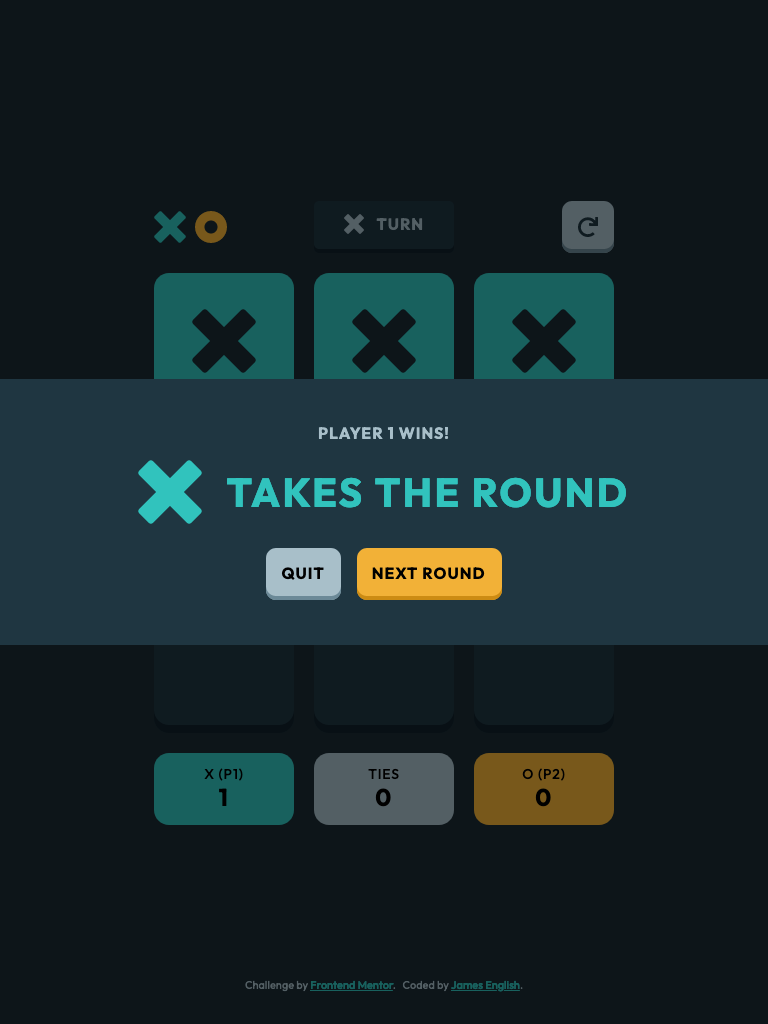 TURN
PLAYER 1 WINS!
TAKES THE ROUND
QUIT
NEXT ROUND
X (P1)
1
TIES
0
O (P2)
0
Challenge by Frontend Mentor. Coded by James English.